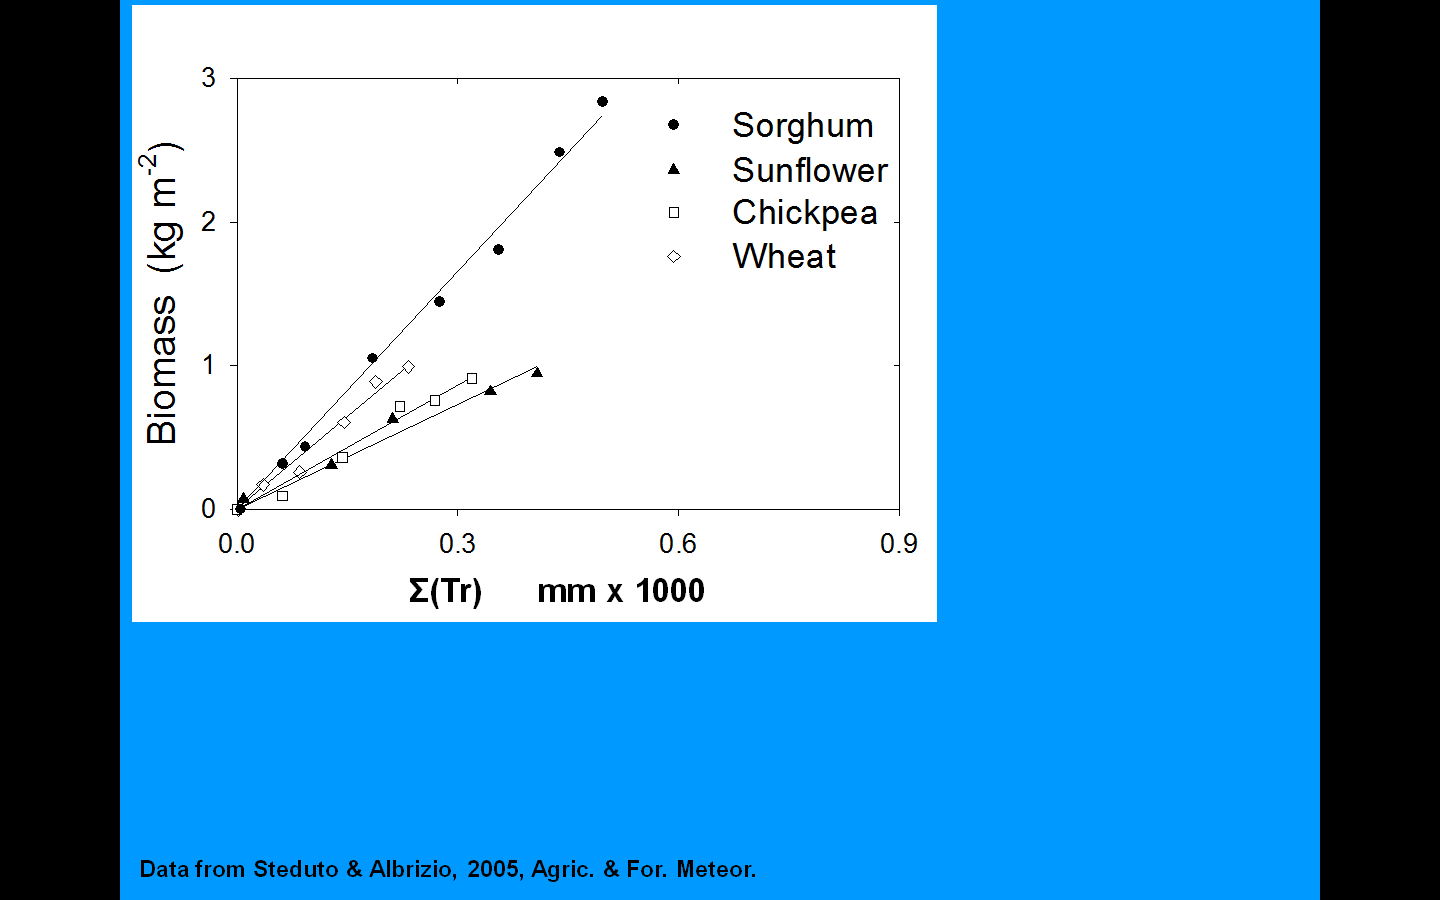 3
2
1
0
Biomass (kg m-2)
Sorghum
Sunflower
Chickpea
Wheat
0.0 0.3 0.6 0.9
Σ(Tr) mm x 1000
Data from Steduto & Albrizio, 2005, Agric. & For. Meteor.